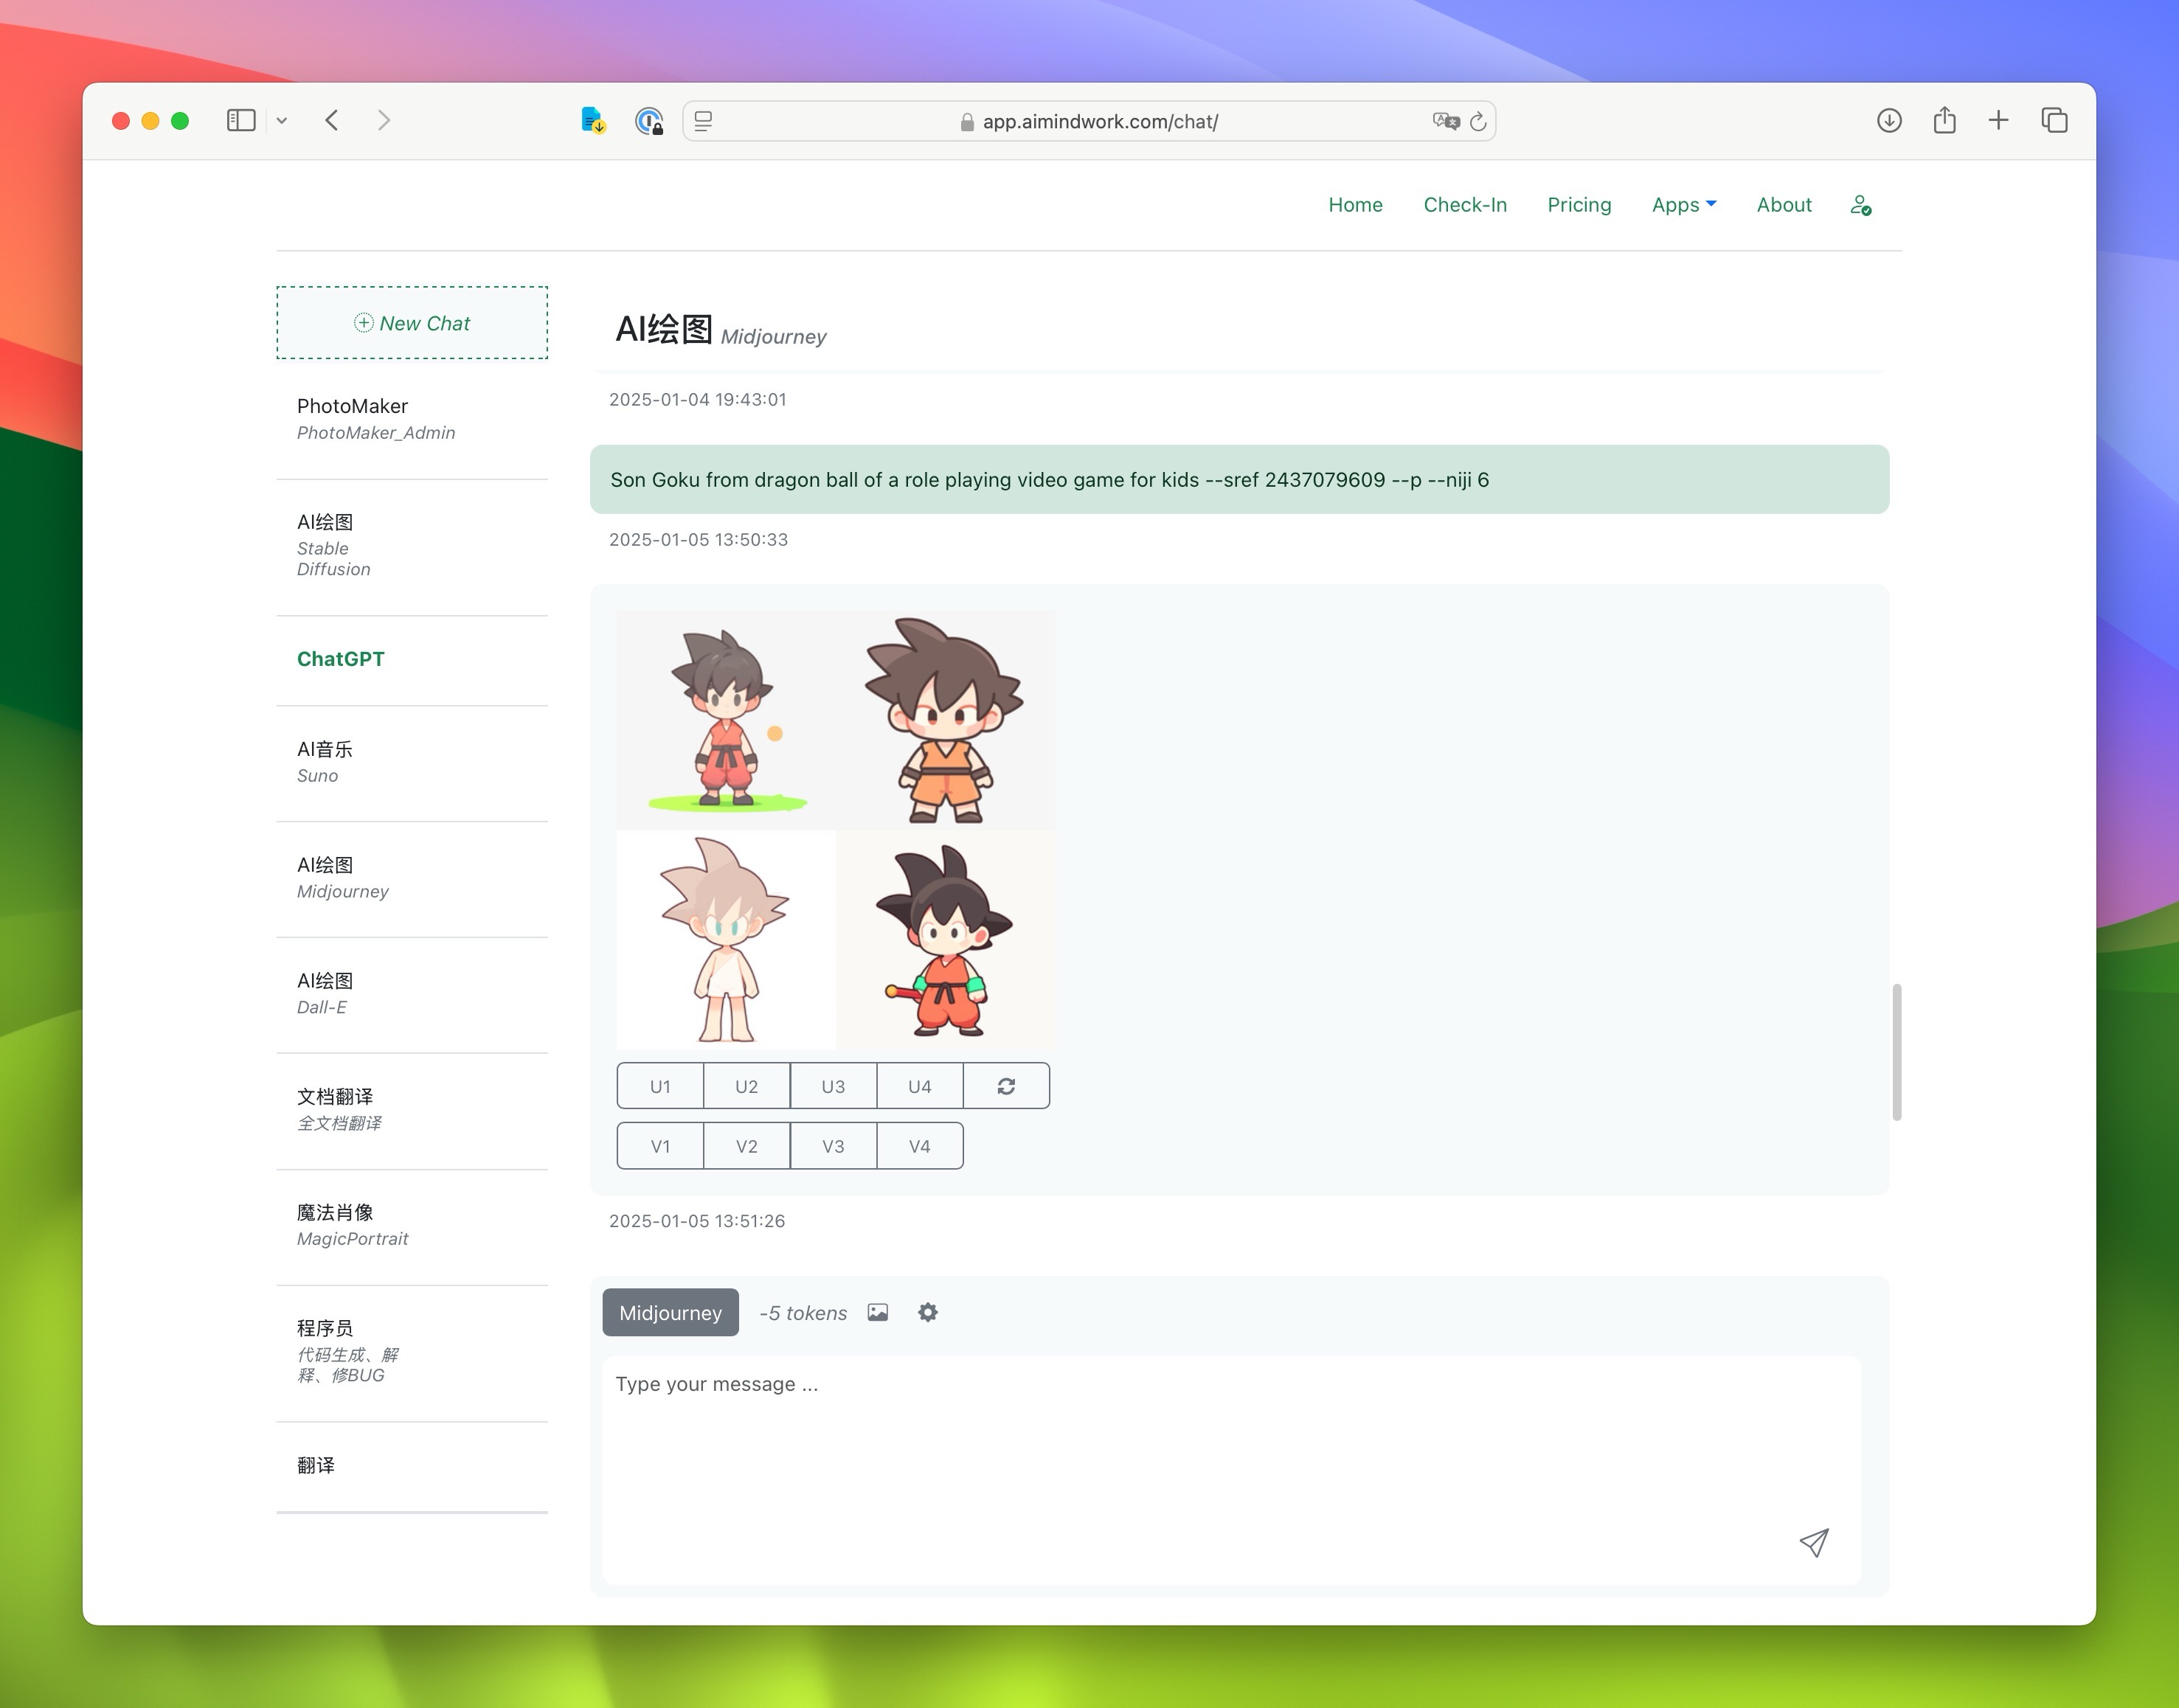 app.aimindwork.com/chat/
Home
Check-In
Pricing
Apps
About
New Chat
PhotoMaker
PhotoMaker_Admin
AI绘图
Stable
Diffusion
ChatGPT
AI音乐
Suno
AI绘图
Midjourney
AI绘图
Dall-E
文档翻译
全文档翻译
魔法肖像
MagicPortrait
程序员
代码生成、解
释、修BUG
翻译
AI绘图 Midjourney
2025-01-04 19:43:01
Son Goku from dragon ball of a role playing video game for kids --sref 2437079609 --p --niji 6
2025-01-05 13:50:33
U1
U2
U3
U4
V1
V2
V3
V4
2025-01-05 13:51:26
Midjourney
-5 tokens
Type your message ...